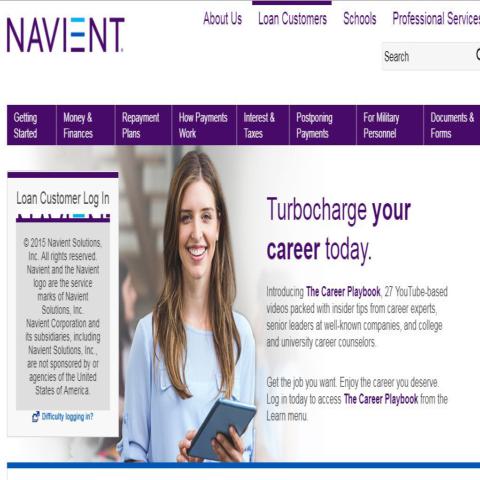 NAVIENT
About Us Loan Customers Schools Professional Services
Search
Getting Started
Money & Finances
Repayment Plans
How Payments Work
Interest & Taxes
Postponing Payments
For Military Personnel
Documents & Forms
Loan Customer Log In
© 2015 Navient Solutions,
Inc. All rights reserved.
Navient and the Navient
logo are the service
marks of Navient
Solutions, Inc.
Navient Corporation and
its subsidiaries, including
Navient Solutions, Inc.,
are not sponsored by or
agencies of the United
States of America.
Difficulty logging in?
Turbocharge your
career today.
Introducing The Career Playbook, 27 YouTube-based
videos packed with insider tips from career experts,
senior leaders at well-known companies, and college
and university career counselors.
Get the job you want. Enjoy the career you deserve.
Log in today to access The Career Playbook from the
Learn menu.